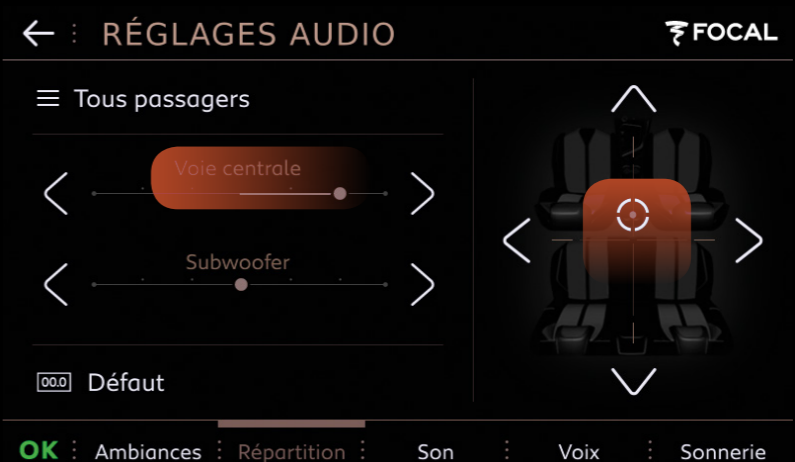 RÉGLAGES AUDIO
FOCAL
Tous passagers
Voie centrale
Subwoofer
00.0 Défaut
OK Ambiances Répartition Son Voix Sonnerie